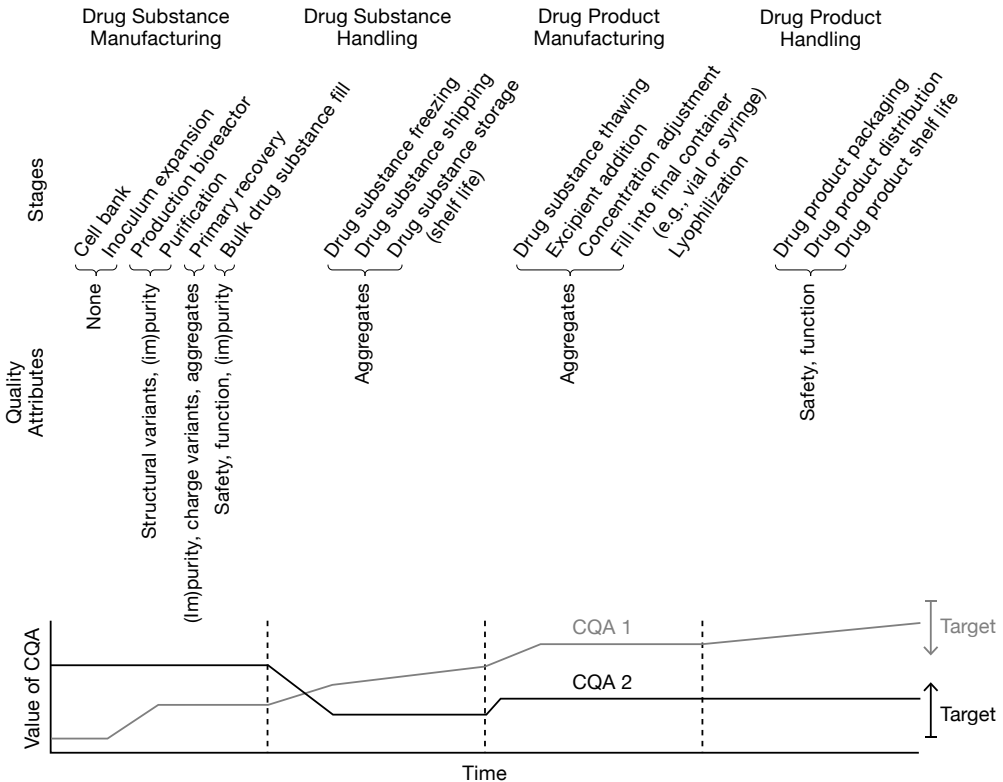 Drug Substance
Manufacturing
Drug Substance
Handling
Drug Product
Manufacturing
Drug Product
Handling
Stages
Cell bank
Inoculum expansion
Production bioreactor
Purification
Primary recovery
Bulk drug substance fill
Drug substance freezing
Drug substance shipping
Drug substance storage
(shelf life)
Drug substance thawing
Excipient addition
Concentration adjustment
Fill into final container
(e.g., vial or syringe)
Lyophilization
Drug product packaging
Drug product distribution
Drug product shelf life
Quality
Attributes
None
Structural variants, (im)purity
(Im)purity, charge variants, aggregates
Safety, function, (im)purity
Aggregates
Aggregates
Safety, function
Value of CQA
CQA 1
Target
CQA 2
Target
Time